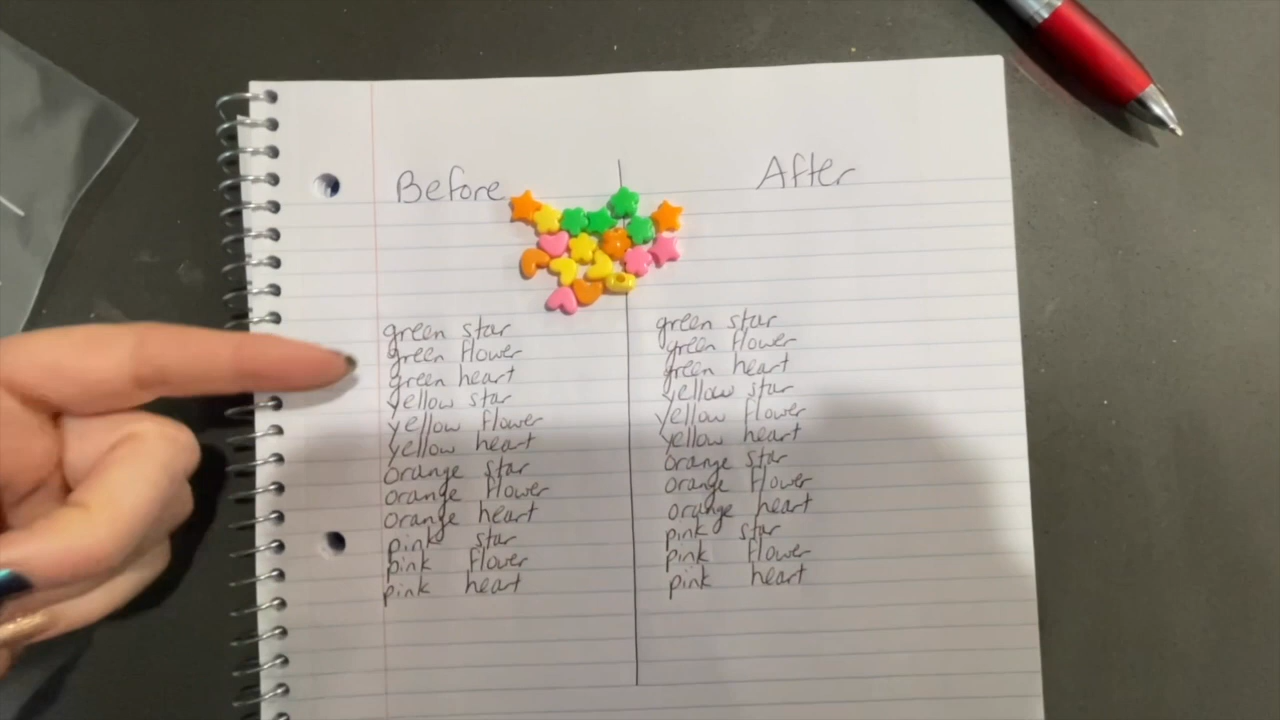 Before
After
green star
green flower
green heart
yellow star
yellow flower
yellow heart
orange star
orange flower
orange heart
pink star
pink flower
pink heart
green star
green flower
green heart
yellow star
yellow flower
yellow heart
orange star
orange flower
orange heart
pink star
pink flower
pink heart